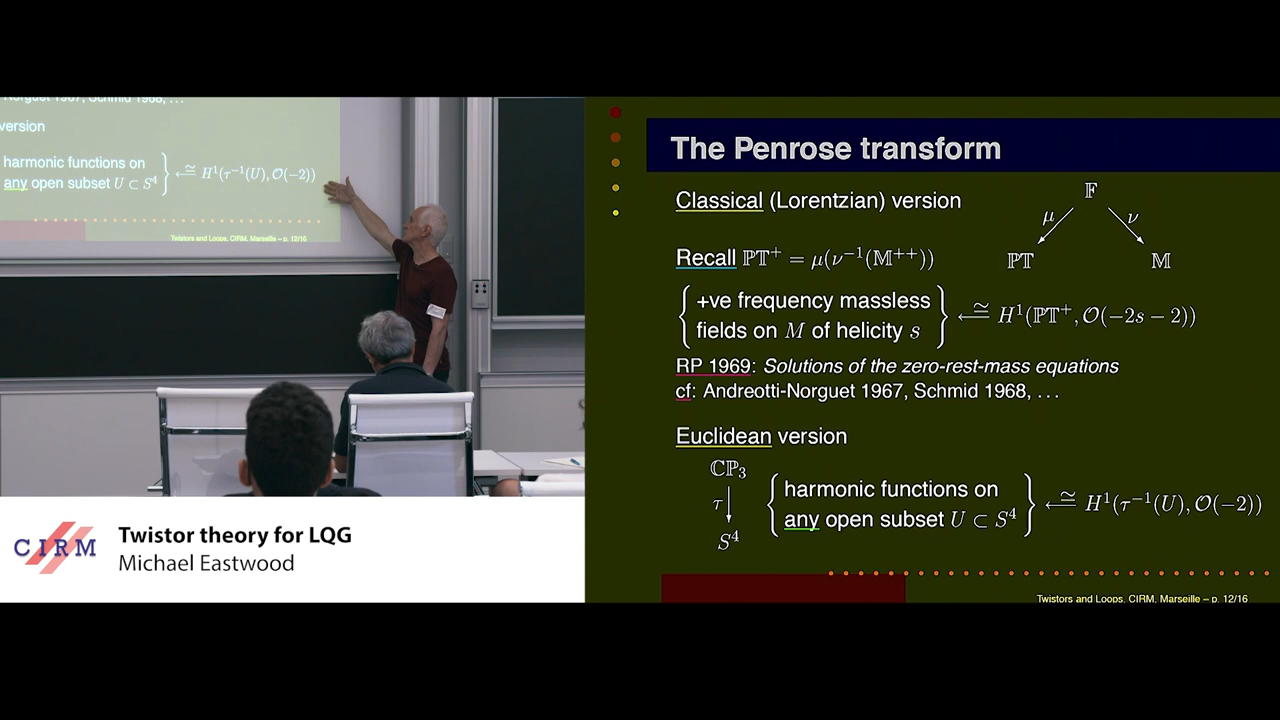 Norguet 1967, Schmid 1968, ...
version
harmonic functions on
any open subset U ⊂ S⁴ } ≅← H¹(τ⁻¹(U), O(−2))
Twistors and Loops, CIRM, Marseille – p. 12/16
CIRM
Twistor theory for LQG
Michael Eastwood
The Penrose transform
Classical (Lorentzian) version
𝔽
μ ν
ℙ𝕋 𝕄
Recall ℙ𝕋⁺ = μ(ν⁻¹(𝕄⁺⁺))
{ +ve frequency massless
fields on M of helicity s } ≅← H¹(ℙ𝕋⁺, O(−2s − 2))
RP 1969: Solutions of the zero-rest-mass equations
cf: Andreotti-Norguet 1967, Schmid 1968, ...
Euclidean version
ℂℙ₃
τ
S⁴
{ harmonic functions on
any open subset U ⊂ S⁴ } ≅← H¹(τ⁻¹(U), O(−2))
Twistors and Loops, CIRM, Marseille – p. 12/16